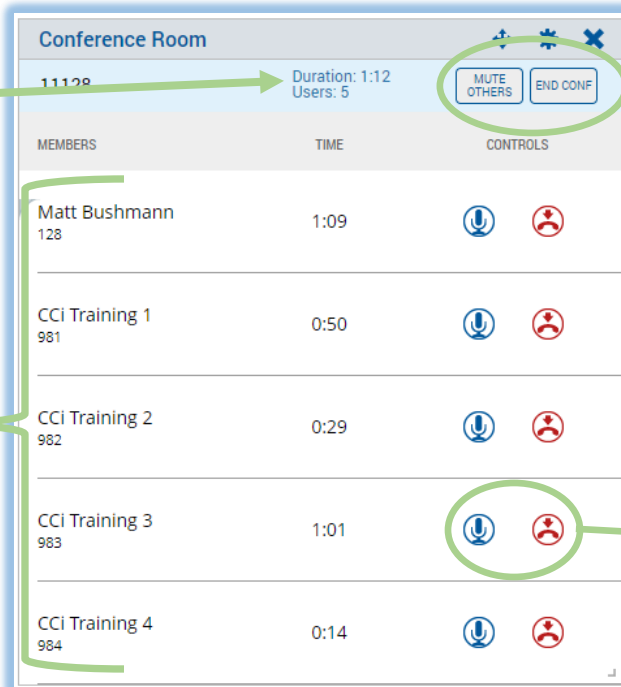 Conference Room
11128
Duration: 1:12
Users: 5
MUTE
OTHERS
END CONF
MEMBERS TIME CONTROLS
Matt Bushmann
128
1:09
CCi Training 1
981
0:50
CCi Training 2
982
0:29
CCi Training 3
983
1:01
CCi Training 4
984
0:14